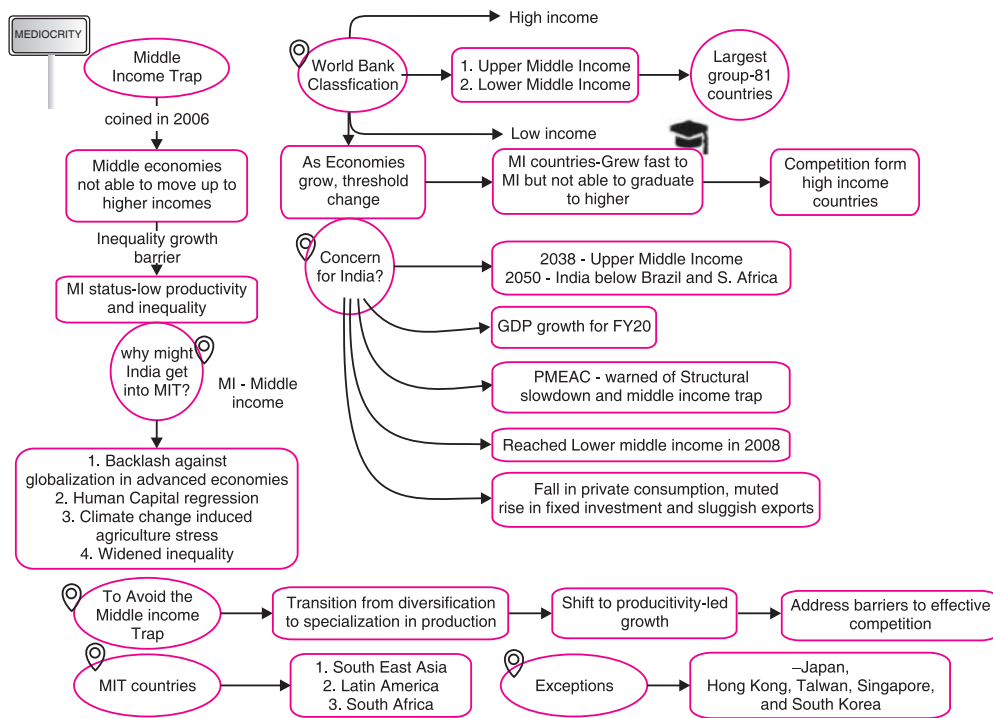 MEDIOCRITY
Middle
Income Trap
coined in 2006
Middle economies
not able to move up to
higher incomes
Inequality growth
barrier
MI status-low productivity
and inequality
why might
India get
into MIT?
MI - Middle
income
1. Backlash against
globalization in advanced economies
2. Human Capital regression
3. Climate change induced
agriculture stress
4. Widened inequality
High income
World Bank
Classfication
1. Upper Middle Income
2. Lower Middle Income
Largest
group-81
countries
Low income
As Economies
grow, threshold
change
MI countries-Grew fast to
MI but not able to graduate
to higher
Competition form
high income
countries
Concern
for India?
2038 - Upper Middle Income
2050 - India below Brazil and S. Africa
GDP growth for FY20
PMEAC - warned of Structural
slowdown and middle income trap
Reached Lower middle income in 2008
Fall in private consumption, muted
rise in fixed investment and sluggish exports
To Avoid the
Middle income
Trap
Transition from diversification
to specialization in production
Shift to producitivity-led
growth
Address barriers to effective
competition
MIT countries
1. South East Asia
2. Latin America
3. South Africa
Exceptions
–Japan,
Hong Kong, Talwan, Singapore,
and South Korea